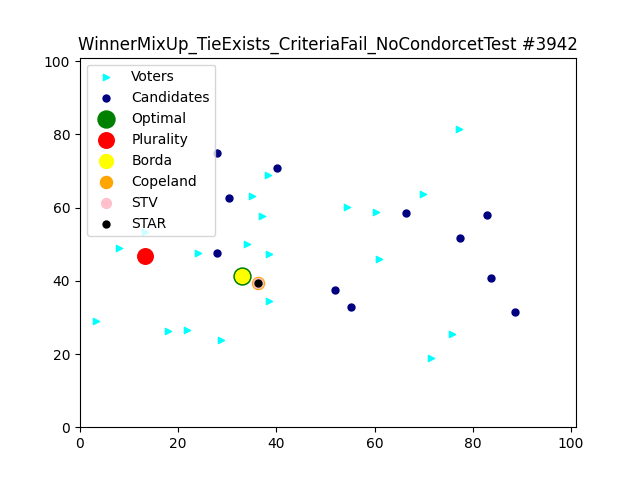 WinnerMixUp_TieExists_CriteriaFail_NoCondorcetTest #3942
Voters
Candidates
Optimal
Plurality
Borda
Copeland
STV
STAR
100
80
60
40
20
0
0 20 40 60 80 100